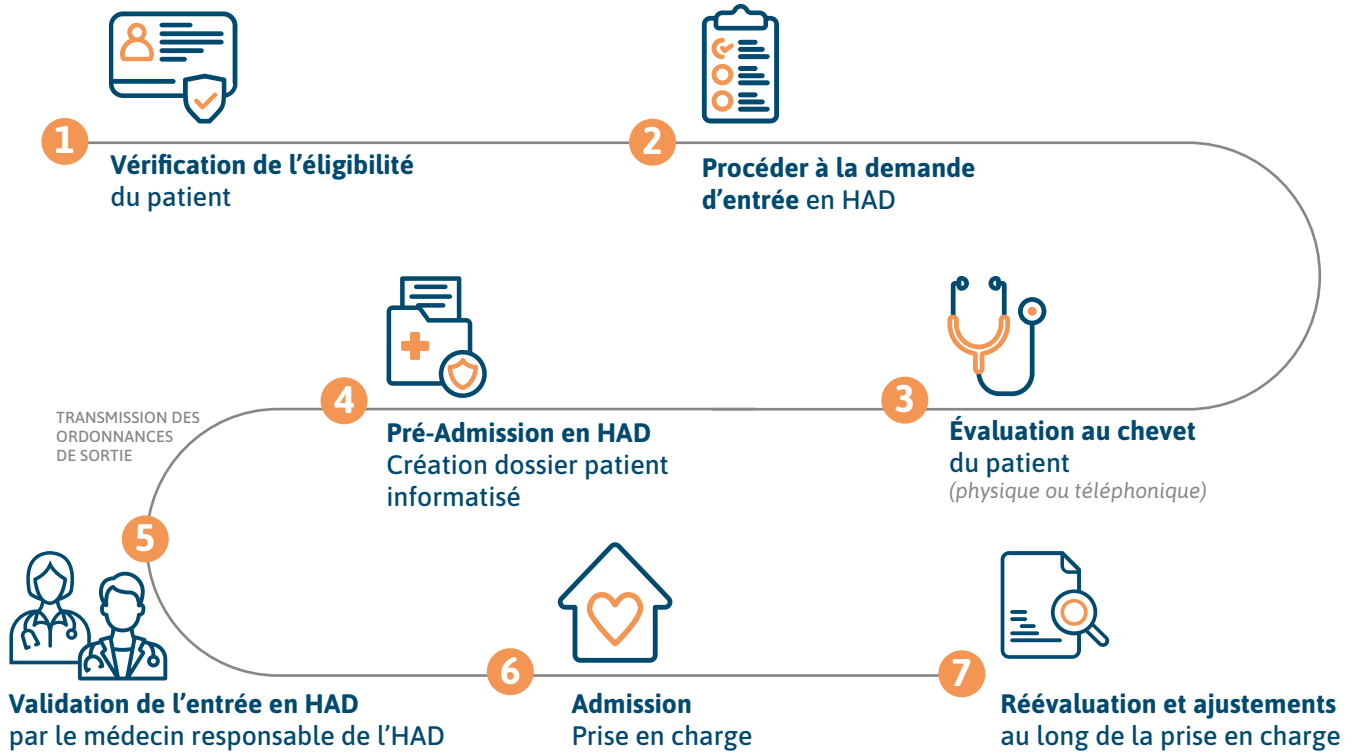 1
Vérification de l’éligibilité
du patient
2
Procéder à la demande
d’entrée en HAD
3
Évaluation au chevet
du patient
(physique ou téléphonique)
4
Pré-Admission en HAD
Création dossier patient
informatisé
TRANSMISSION DES
ORDONNANCES
DE SORTIE
5
Validation de l’entrée en HAD
par le médecin responsable de l’HAD
6
Admission
Prise en charge
7
Réévaluation et ajustements
au long de la prise en charge